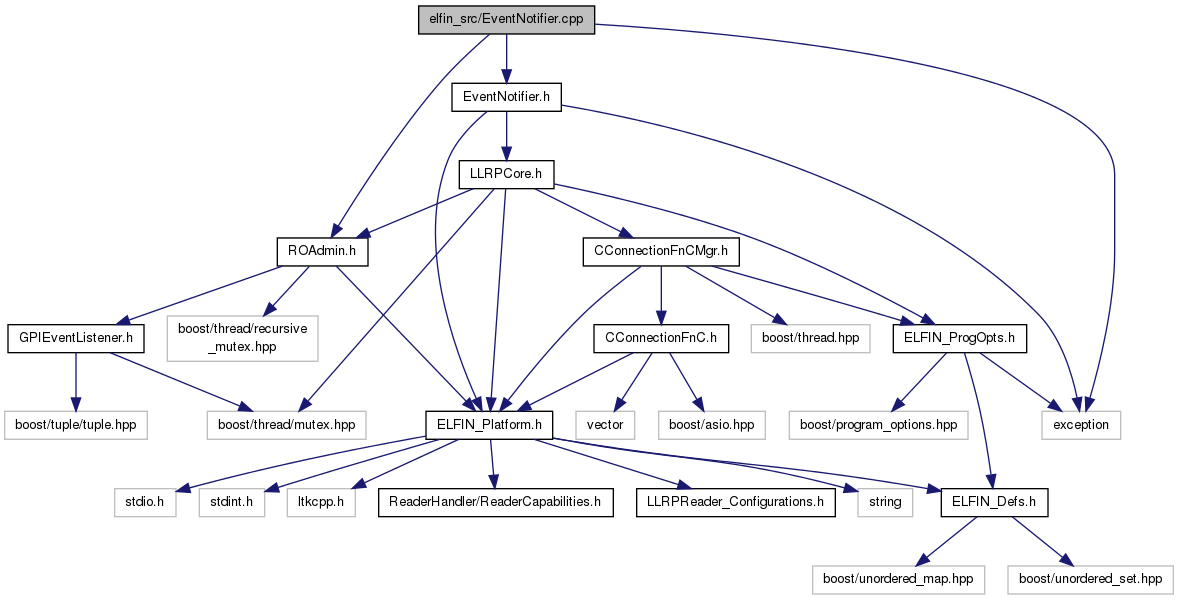 elfin_src/EventNotifier.cpp
EventNotifier.h
LLRPCore.h
ROAdmin.h
CConnectionFnCMgr.h
GPIEventListener.h
boost/thread/recursive
_mutex.hpp
CConnectionFnC.h
boost/thread.hpp
ELFIN_ProgOpts.h
boost/tuple/tuple.hpp
boost/thread/mutex.hpp
ELFIN_Platform.h
vector
boost/asio.hpp
boost/program_options.hpp
exception
stdio.h
stdint.h
ltkcpp.h
ReaderHandler/ReaderCapabilities.h
LLRPReader_Configurations.h
string
ELFIN_Defs.h
boost/unordered_map.hpp
boost/unordered_set.hpp